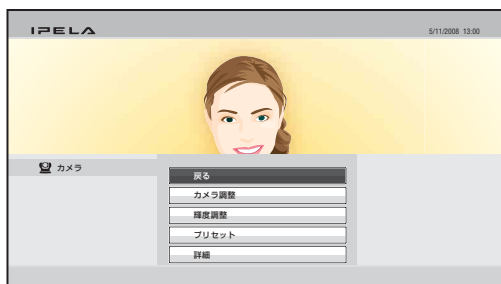 IPELA
5/11/2008 13:00
カメラ
戻る
カメラ調整
輝度調整
プリセット
詳細